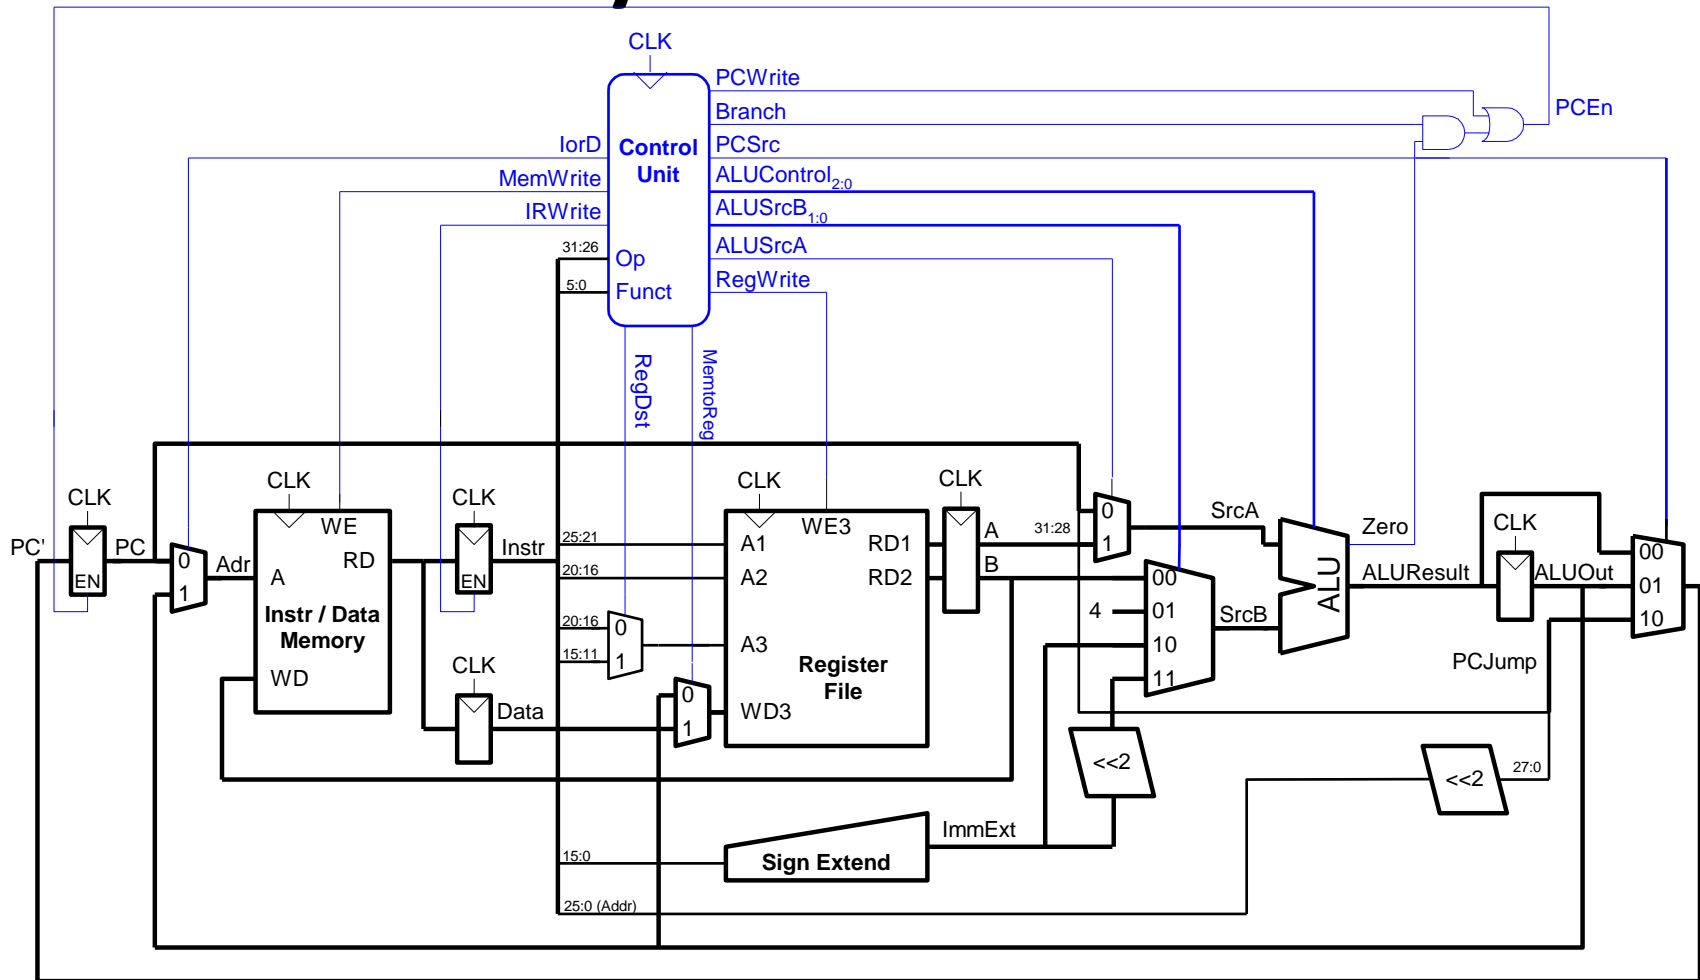 CLK
PCWrite
Branch
PCEn
IorD
Control
Unit
PCSrc
MemWrite
ALUControl2:0
IRWrite
ALUSrcB1:0
31:26
Op
ALUSrcA
5:0
Funct
RegWrite
RegDst
MemtoReg
CLK
CLK
CLK
CLK
CLK
CLK
PC'
EN
PC
0
1
Adr
WE
A
RD
Instr / Data
Memory
WD
EN
Instr
25:21
20:16
20:16
15:11
0
1
CLK
Data
0
1
A1
A2
A3
WD3
WE3
RD1
RD2
Register
File
A
B
31:28
0
1
SrcA
00
01
10
11
4
SrcB
ALU
Zero
ALUResult
ALUOut
00
01
10
PCJump
<<2
<<2
27:0
ImmExt
15:0
Sign Extend
25:0 (Addr)